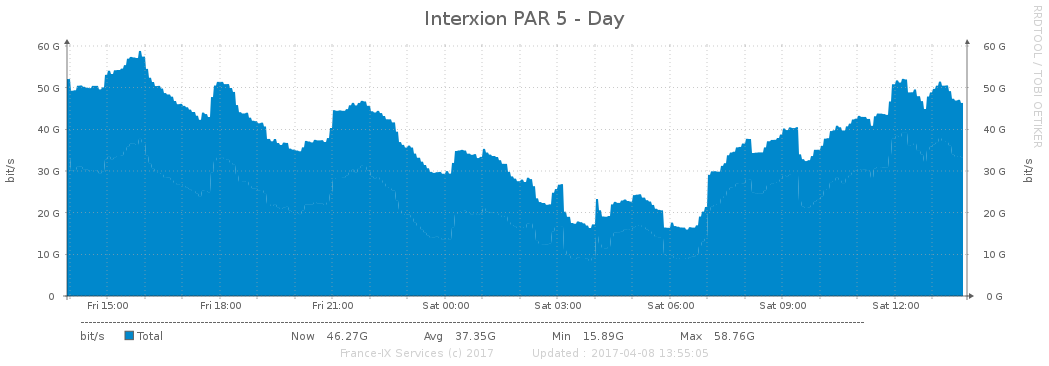 Interxion PAR 5 - Day
RRDTOOL / TOBI OETIKER
60 G 60 G
50 G 50 G
40 G 40 G
30 G 30 G
20 G 20 G
10 G 10 G
0 0 G
bit/s bit/s
Fri 15:00 Fri 18:00 Fri 21:00 Sat 00:00 Sat 03:00 Sat 06:00 Sat 09:00 Sat 12:00
bit/s Total Now 46.27G Avg 37.35G Min 15.89G Max 58.76G
France-IX Services (c) 2017 Updated : 2017-04-08 13:55:05